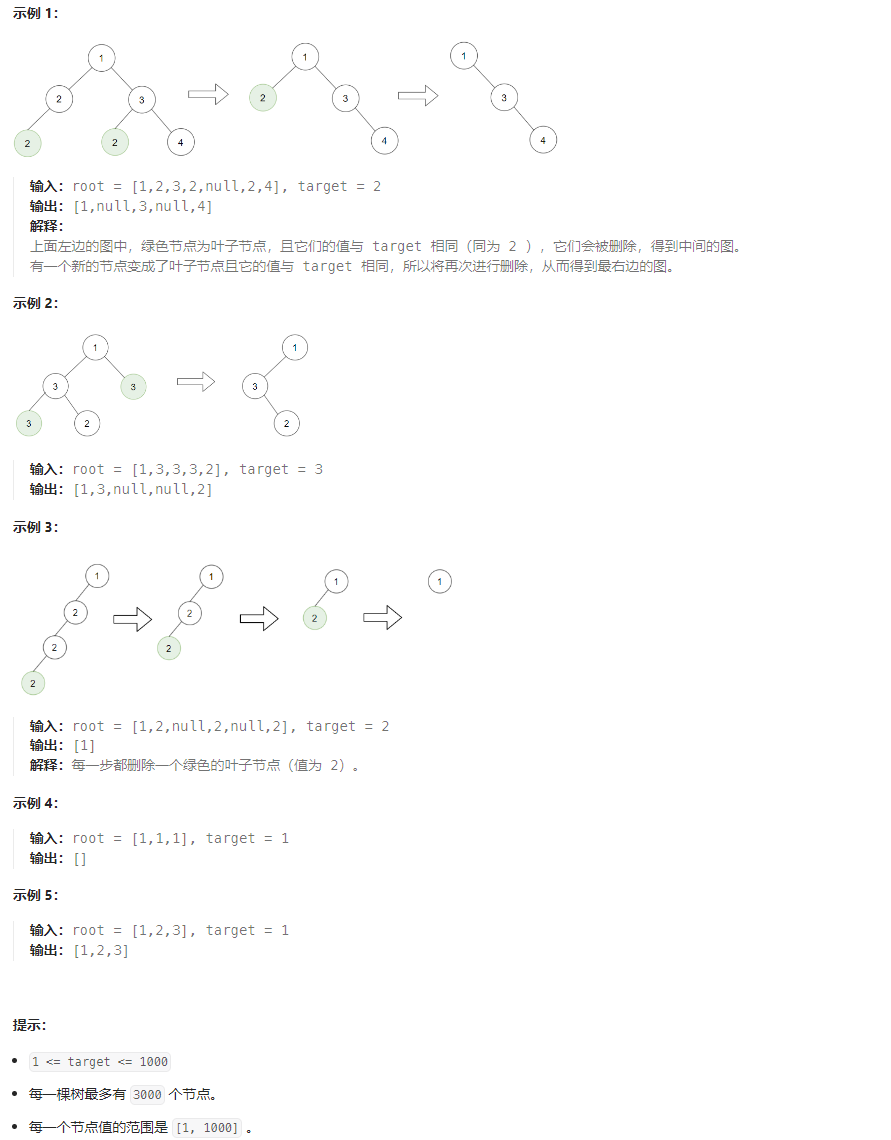 示例 1：
1 1 1
2 3 2 3 3
2 2 4 4 4
输入：root = [1,2,3,2,null,2,4], target = 2
输出：[1,null,3,null,4]
解释：
上面左边的图中，绿色节点为叶子节点，且它们的值与 target 相同（同为 2 ），它们会被删除，得到中间的图。
有一个新的节点变成了叶子节点且它的值与 target 相同，所以将再次进行删除，从而得到最右边的图。
示例 2：
1 1
3 3 3
3 2 2
输入：root = [1,3,3,3,2], target = 3
输出：[1,3,null,null,2]
示例 3：
1 1 1 1
2 2 2
2 2
2
输入：root = [1,2,null,2,null,2], target = 2
输出：[1]
解释：每一步都删除一个绿色的叶子节点（值为 2）。
示例 4：
输入：root = [1,1,1], target = 1
输出：[]
示例 5：
输入：root = [1,2,3], target = 1
输出：[1,2,3]
提示：
1 <= target <= 1000
每一棵树最多有 3000 个节点。
每一个节点值的范围是 [1, 1000] 。